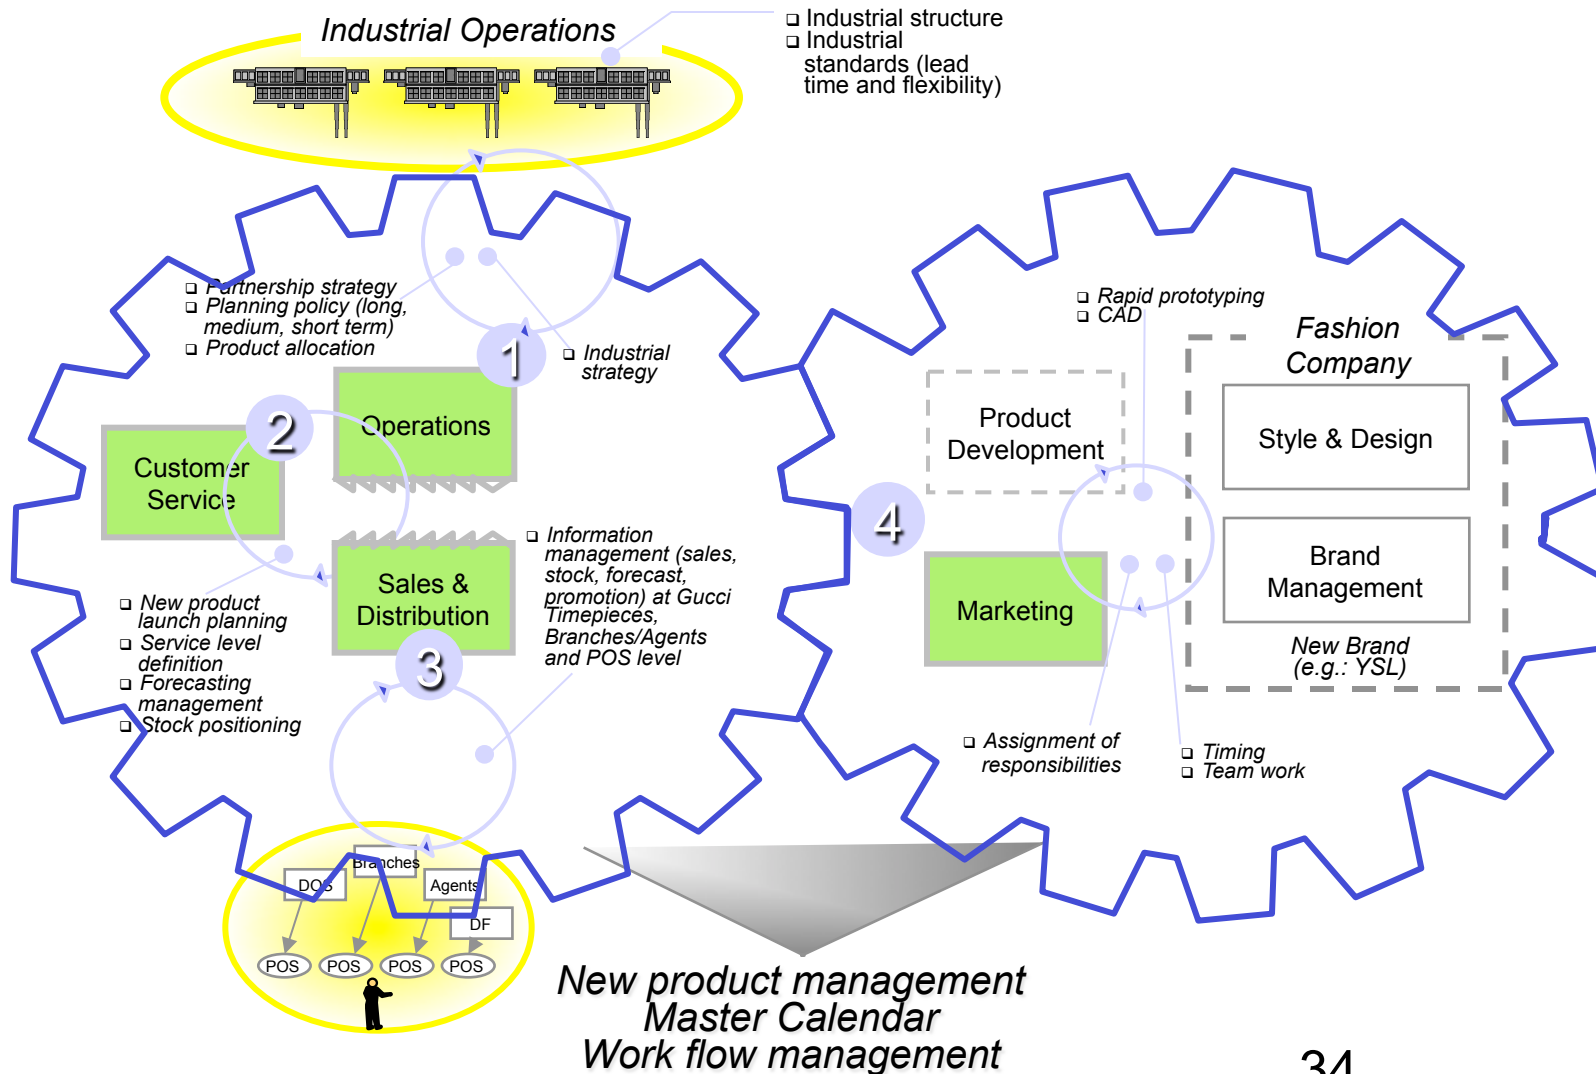 Industrial Operations
❑ Industrial structure
❑ Industrial
standards (lead
time and flexibility)
❑ Partnership strategy
❑ Planning policy (long,
medium, short term)
❑ Product allocation
1
❑ Industrial
strategy
Operations
2
Customer
Service
Sales &
Distribution
3
❑ Information
management (sales,
stock, forecast,
promotion) at Gucci
Timepieces,
Branches/Agents
and POS level
❑ New product
launch planning
❑ Service level
definition
❑ Forecasting
management
❑ Stock positioning
Branches
DOS
Agents
DF
POS
POS
POS
POS
❑ Rapid prototyping
❑ CAD
Fashion
Company
Product
Development
Style & Design
4
Marketing
Brand
Management
New Brand
(e.g.: YSL)
❑ Assignment of
responsibilities
❑ Timing
❑ Team work
New product management
Master Calendar
Work flow management
34